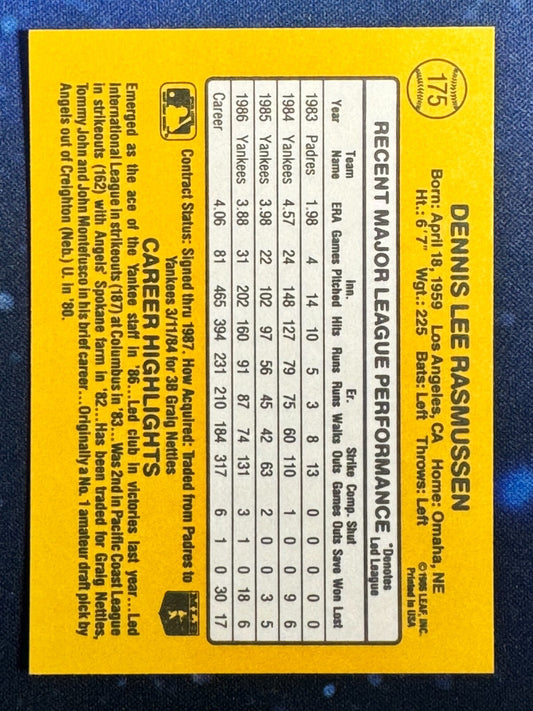 175
DENNIS LEE RASMUSSEN
Born: April 18, 1959 Los Angeles, CA Home: Omaha, NE
Ht.: 6'7" Wgt.: 225 Bats: Left Throws: Left
©1986 LEAF, INC.
Printed in USA
RECENT MAJOR LEAGUE PERFORMANCE *Denotes Led League
Team Inn. Er. Strike Comp. Shut
Year Name ERA Games Pitched Hits Runs Runs Walks Outs Games Outs Save Won Lost
1983 Padres 1.98 4 14 10 5 3 8 13 0 0 0 0 0
1984 Yankees 4.57 24 148 127 79 75 60 110 1 0 0 9 6
1985 Yankees 3.98 22 102 97 56 45 42 63 2 0 0 3 5
1986 Yankees 3.88 31 202 160 91 87 74 131 3 1 0 18 6
Career 4.06 81 465 394 231 210 184 317 6 1 0 30 17
Contract Status: Signed thru 1987. How Acquired: Traded from Padres to
Yankees 3/11/84 for 3B Graig Nettles
MLB
CAREER HIGHLIGHTS
Emerged as the ace of the Yankee staff in '86...Led club in victories last year...Led
International League in strikeouts (187) at Columbus in '83...Was 2nd in Pacific Coast League
in strikeouts (162) with Angels' Spokane farm in '82...Has been traded for Graig Nettles,
Tommy John and John Montefusco in his brief career...Originally a No. 1 amateur draft pick by
Angels out of Creighton (Neb.) U. in '80.